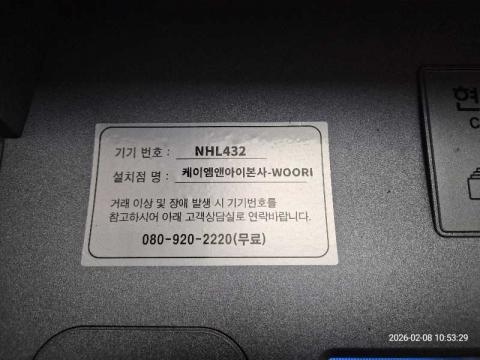 기기 번호 : NHL432
설치점 명 : 케이엠앤아이본사-WOORI
거래 이상 및 장애 발생 시 기기번호를
참고하시어 아래 고객상담실로 연락바랍니다.
080-920-2220(무료)
현
C
2026-02-08 10:53:29